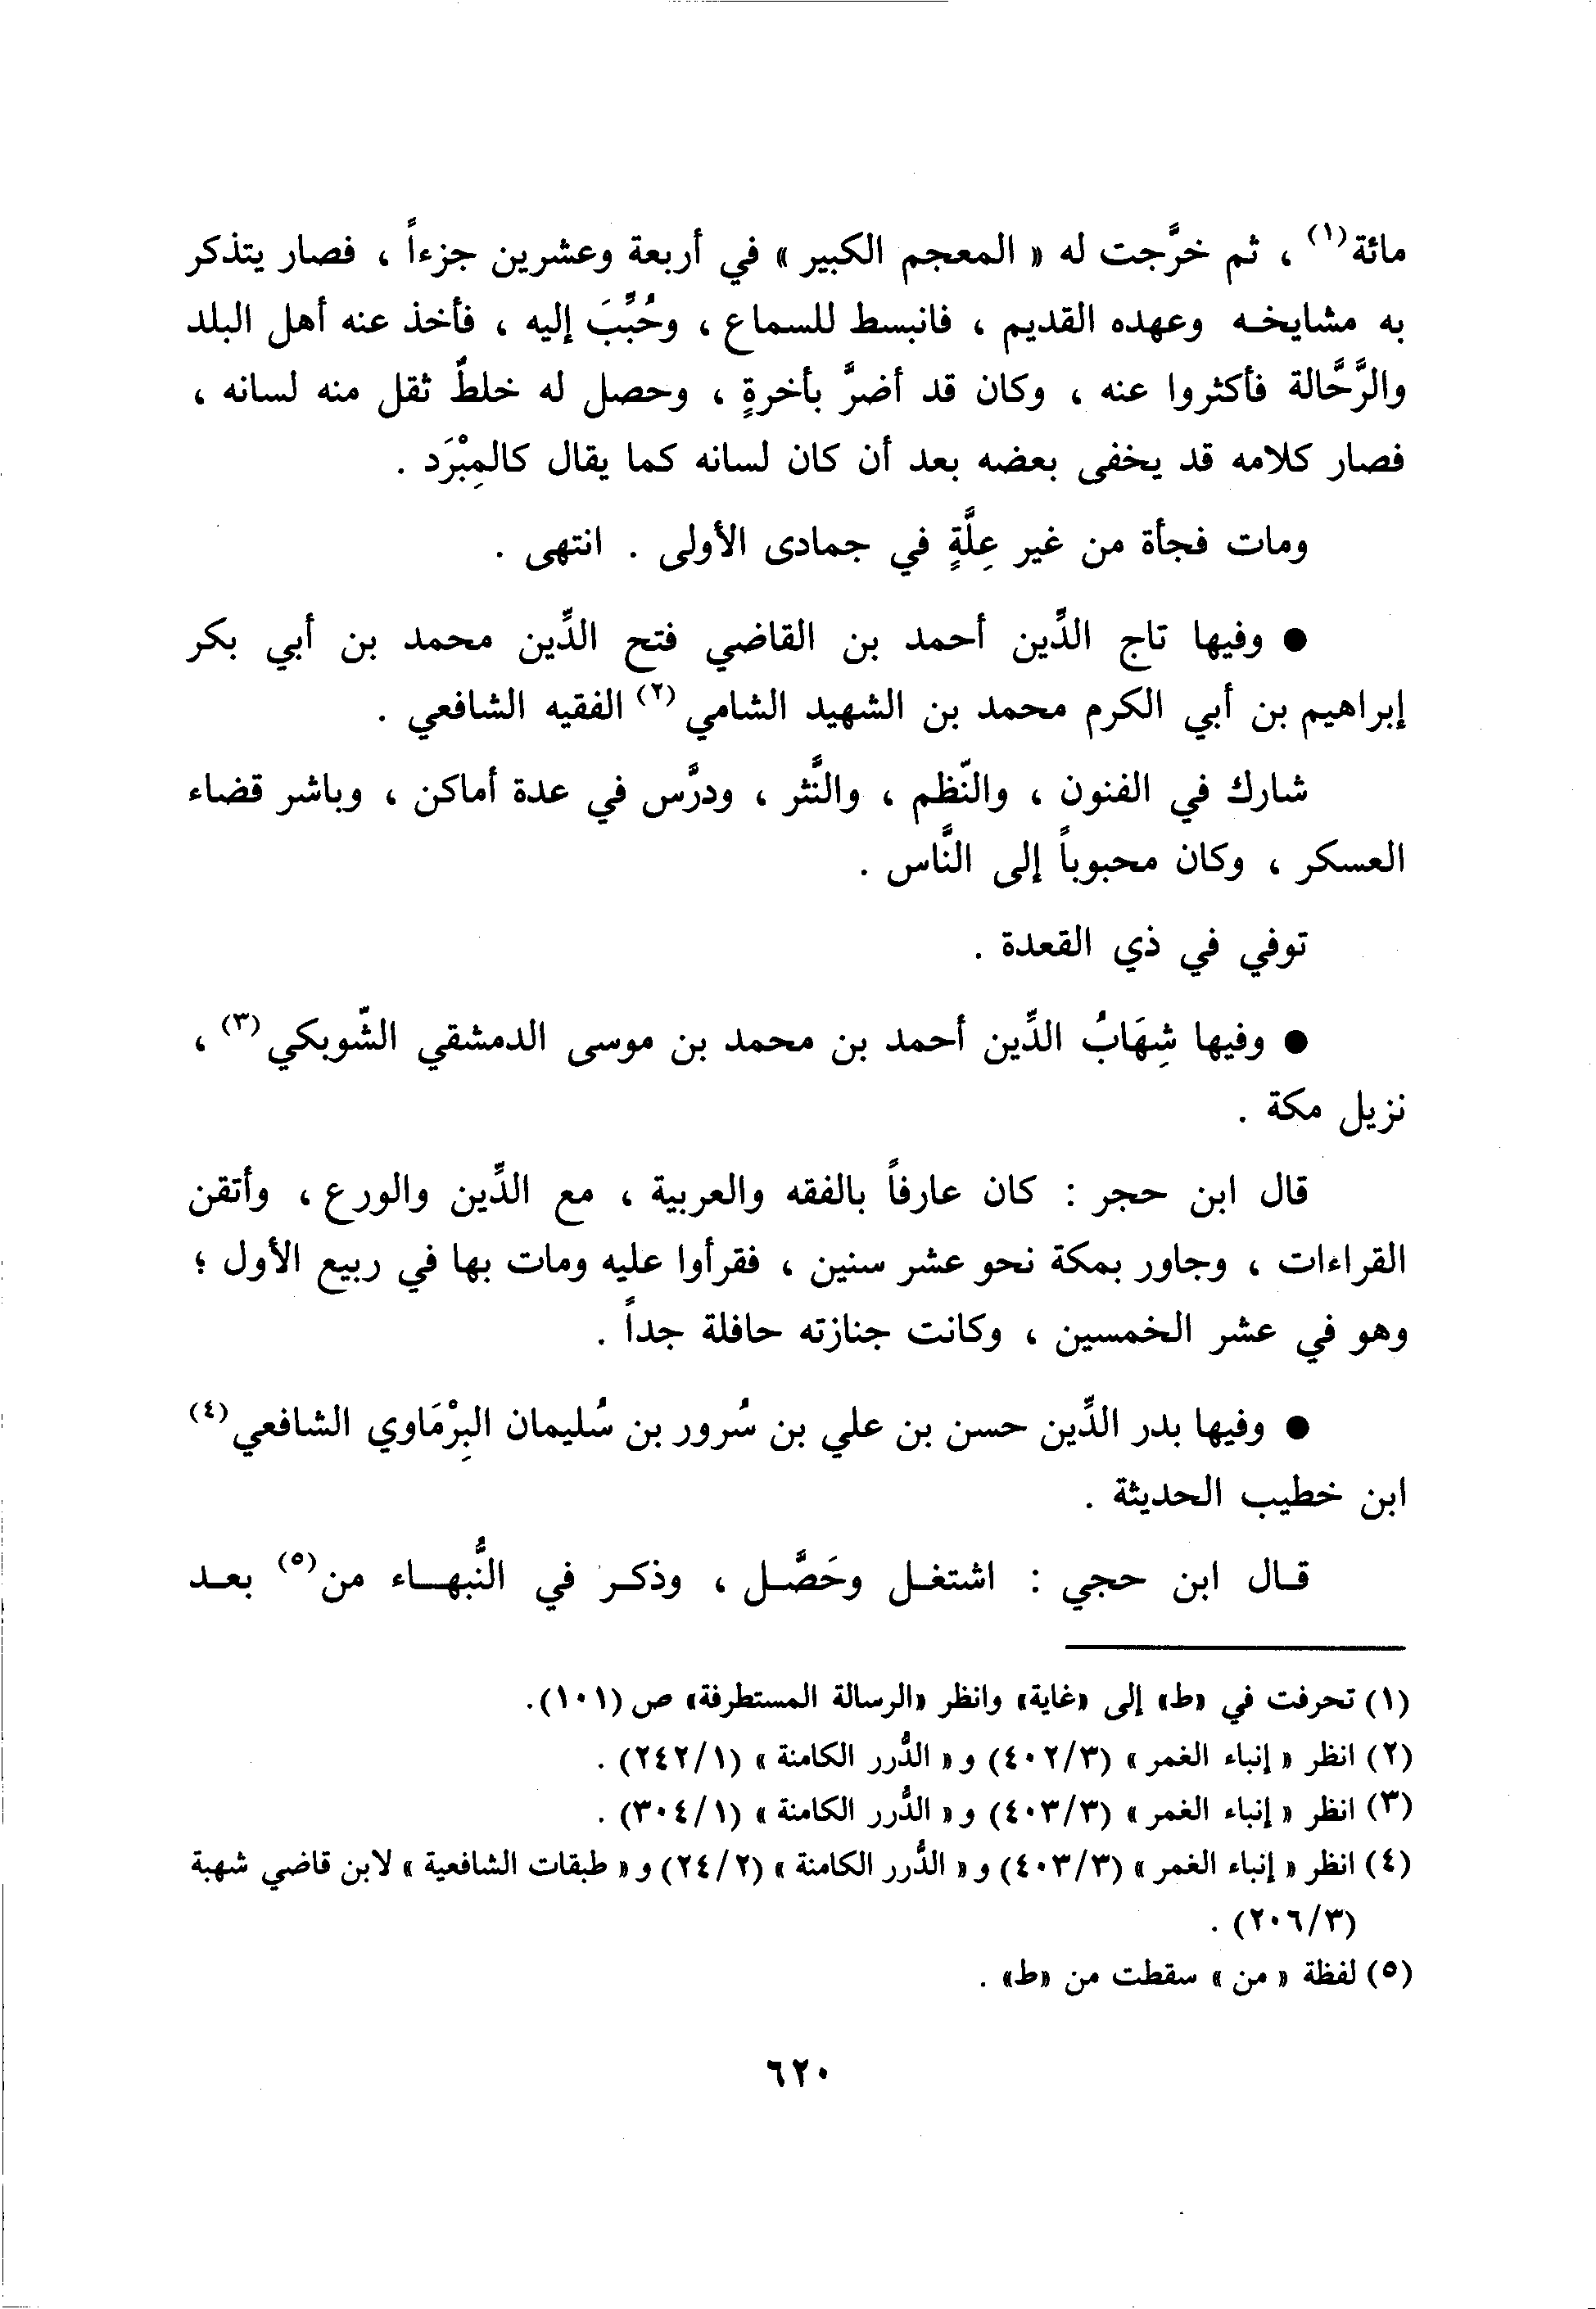 مائة(١) ، ثم خرَّجت له « المعجم الكبير » في أربعة وعشرين جزءاً ، فصار يتذكر
به مشايخه وعهده القديم ، فانبسط للسماع ، وحُبِّبَ إليه ، فأخذ عنه أهل البلد
والرَّحَّالة فأكثروا عنه ، وكان قد أضرَّ بأخرةٍ ، وحصل له خلطٌ ثقل منه لسانه ،
فصار كلامه قد يخفى بعضه بعد أن كان لسانه كما يقال كالمِبْرَد .
ومات فجأة من غير عِلَّةٍ في جمادى الأولى . انتهى .
● وفيها تاج الدِّين أحمد بن القاضي فتح الدِّين محمد بن أبي بكر
إبراهيم بن أبي الكرم محمد بن الشهيد الشامي(٢) الفقيه الشافعي .
شارك في الفنون ، والنّظم ، والنَّثر ، ودرَّس في عدة أماكن ، وباشر قضاء
العسكر ، وكان محبوباً إلى النَّاس .
توفي في ذي القعدة .
● وفيها شِهَابُ الدِّين أحمد بن محمد بن موسى الدمشقي الشّوبكي(٣) ،
نزيل مكة .
قال ابن حجر : كان عارفاً بالفقه والعربية ، مع الدِّين والورع ، وأتقن
القراءات ، وجاور بمكة نحو عشر سنين ، فقرأوا عليه ومات بها في ربيع الأول ؛
وهو في عشر الخمسين ، وكانت جنازته حافلة جداً .
● وفيها بدر الدِّين حسن بن علي بن سُرور بن سُليمان البِرْمَاوي الشافعي(٤)
ابن خطيب الحديثة .
قال ابن حجي : اشتغل وحَصَّل ، وذكر في النُّبهاء من(٥) بعد
(١) تحرفت في «ط» إلى «غاية» وانظر «الرسالة المستطرفة» ص (١٠١).
(٢) انظر « إنباء الغمر » (٤٠٢/٣) و « الدُّرر الكامنة » (٢٤٢/١) .
(٣) انظر « إنباء الغمر » (٤٠٣/٣) و « الدُّرر الكامنة » (٣٠٤/١) .
(٤) انظر « إنباء الغمر » (٤٠٣/٣) و « الدُّرر الكامنة » (٢٤/٢) و « طبقات الشافعية » لابن قاضي شهبة
(٢٠٦/٣) .
(٥) لفظة « من » سقطت من «ط» .
٦٢٠